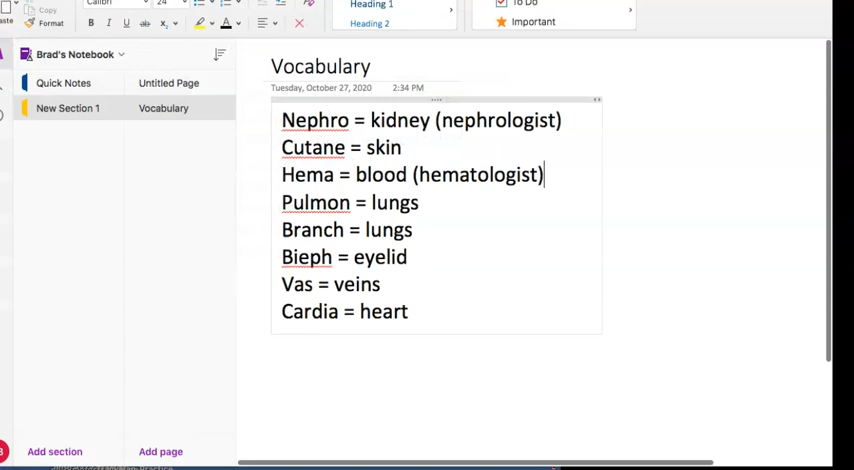 Calibri
24
Copy
Format
B I U ab x
A
Heading 1
Heading 2
To Do
Important
Brad's Notebook
Quick Notes
New Section 1
Untitled Page
Vocabulary
Vocabulary
Tuesday, October 27, 2020 2:34 PM
Nephro = kidney (nephrologist)
Cutane = skin
Hema = blood (hematologist)
Pulmon = lungs
Branch = lungs
Bieph = eyelid
Vas = veins
Cardia = heart
Add section
Add page